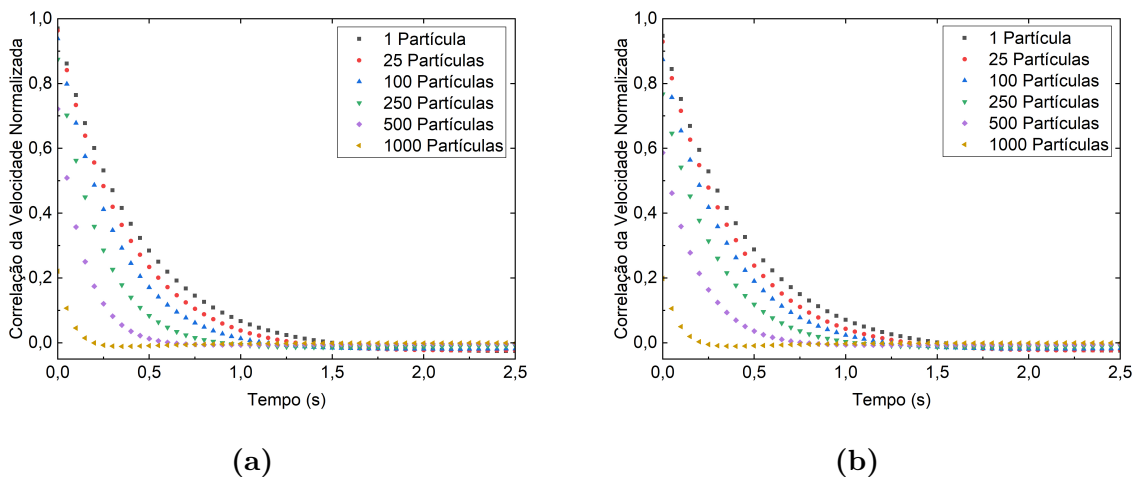 Correlação da Velocidade Normalizada
1,0
0,8
0,6
0,4
0,2
0,0
0,0 0,5 1,0 1,5 2,0 2,5
Tempo (s)
1 Partícula
25 Partículas
100 Partículas
250 Partículas
500 Partículas
1000 Partículas
(a)
Correlação da Velocidade Normalizada
1,0
0,8
0,6
0,4
0,2
0,0
0,0 0,5 1,0 1,5 2,0 2,5
Tempo (s)
1 Partícula
25 Partículas
100 Partículas
250 Partículas
500 Partículas
1000 Partículas
(b)